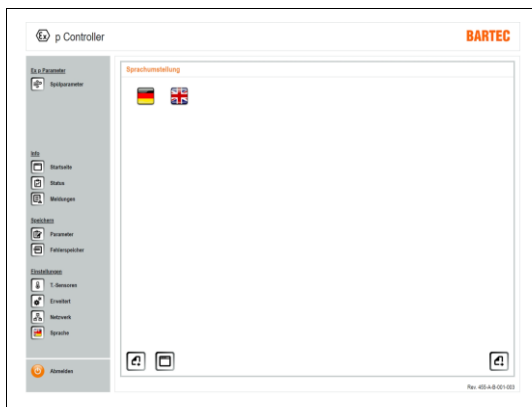 Ex p Controller
BARTEC
Ex p Parameter
Spülparameter
Info
Startseite
Status
Meldungen
Speichern
Parameter
Fehlerspeicher
Einstellungen
T.-Sensoren
Erweitert
Netzwerk
Sprache
Abmelden
Sprachumstellung